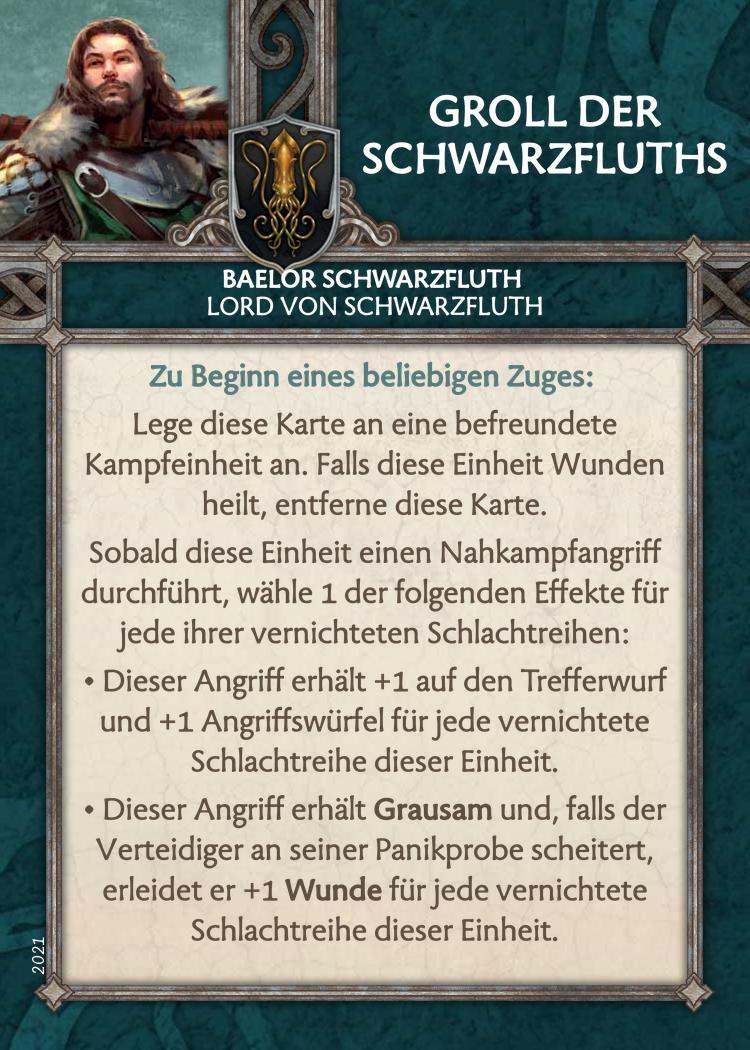 GROLL DER
SCHWARZFLUTHS
BAELOR SCHWARZFLUTH
LORD VON SCHWARZFLUTH
Zu Beginn eines beliebigen Zuges:
Lege diese Karte an eine befreundete
Kampfeinheit an. Falls diese Einheit Wunden
heilt, entferne diese Karte.
Sobald diese Einheit einen Nahkampfangriff
durchführt, wähle 1 der folgenden Effekte für
jede ihrer vernichteten Schlachtreihen:
• Dieser Angriff erhält +1 auf den Trefferwurf
und +1 Angriffswürfel für jede vernichtete
Schlachtreihe dieser Einheit.
• Dieser Angriff erhält Grausam und, falls der
Verteidiger an seiner Panikprobe scheitert,
erleidet er +1 Wunde für jede vernichtete
Schlachtreihe dieser Einheit.
2021